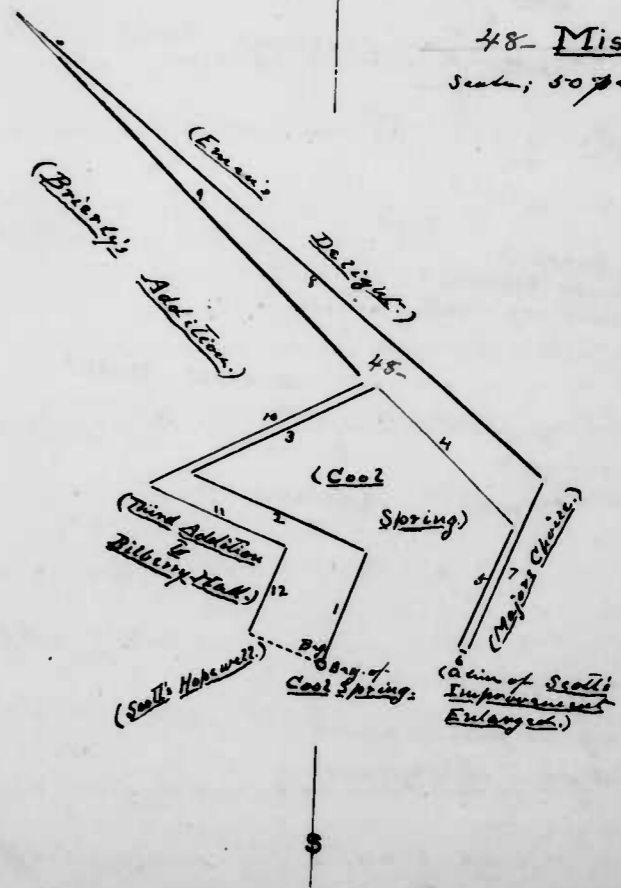 48- Mis
Scale; 50
(Emen's
Delight.)
8
(Brierly's
Addition.)
9
48-
10
3
4
(Cool
Spring.)
(Third Addition
to
Bilberry Hall.)
11
2
12
1
5
7
(Majors Choice.)
6
Beg.
Beg. of
Cool Spring.
(Scott's Hopewell.)
(a line of Scott's
Improvement
Enlarged.)
S